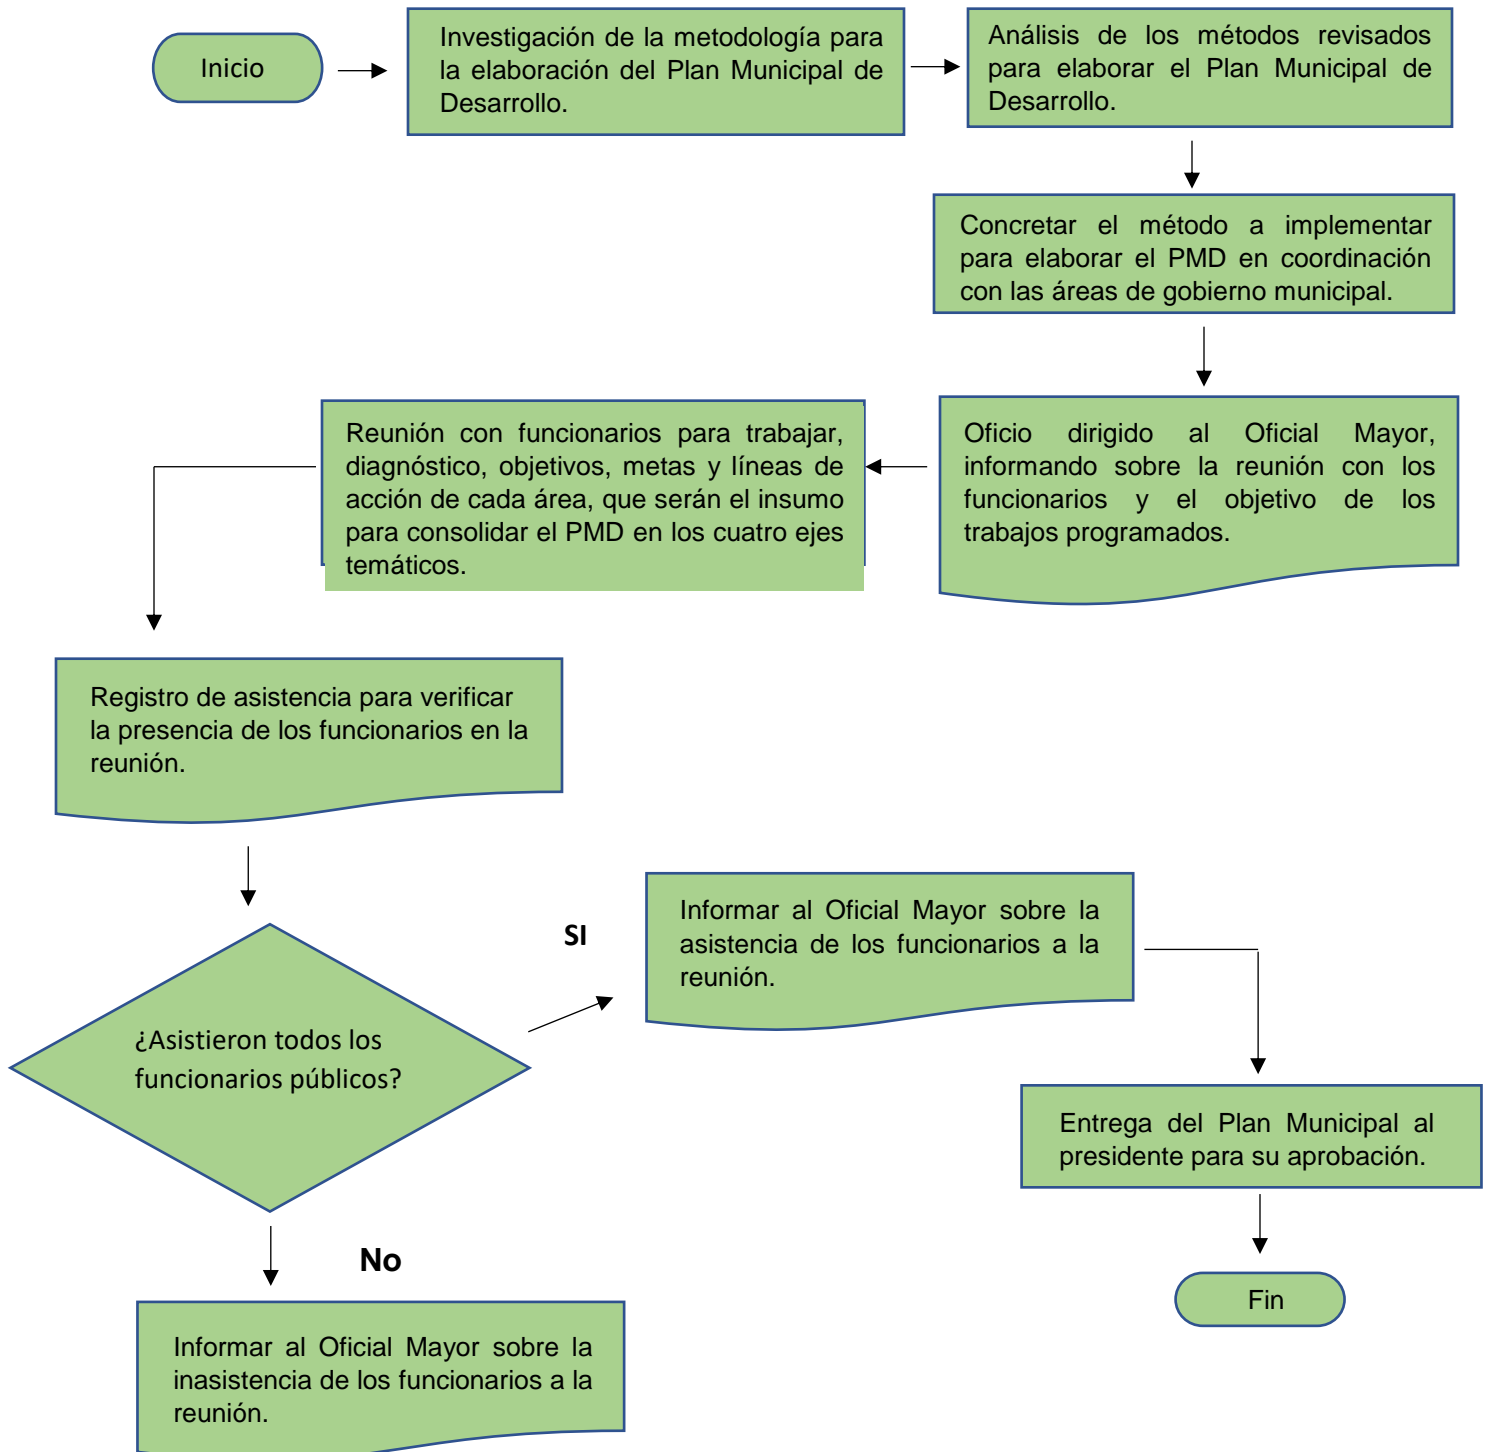 Inicio
Investigación de la metodología para
la elaboración del Plan Municipal de
Desarrollo.
Análisis de los métodos revisados
para elaborar el Plan Municipal de
Desarrollo.
Concretar el método a implementar
para elaborar el PMD en coordinación
con las áreas de gobierno municipal.
Oficio dirigido al Oficial Mayor,
informando sobre la reunión con los
funcionarios y el objetivo de los
trabajos programados.
Reunión con funcionarios para trabajar,
diagnóstico, objetivos, metas y líneas de
acción de cada área, que serán el insumo
para consolidar el PMD en los cuatro ejes
temáticos.
Registro de asistencia para verificar
la presencia de los funcionarios en la
reunión.
¿Asistieron todos los
funcionarios públicos?
SI
Informar al Oficial Mayor sobre la
asistencia de los funcionarios a la
reunión.
Entrega del Plan Municipal al
presidente para su aprobación.
Fin
No
Informar al Oficial Mayor sobre la
inasistencia de los funcionarios a la
reunión.